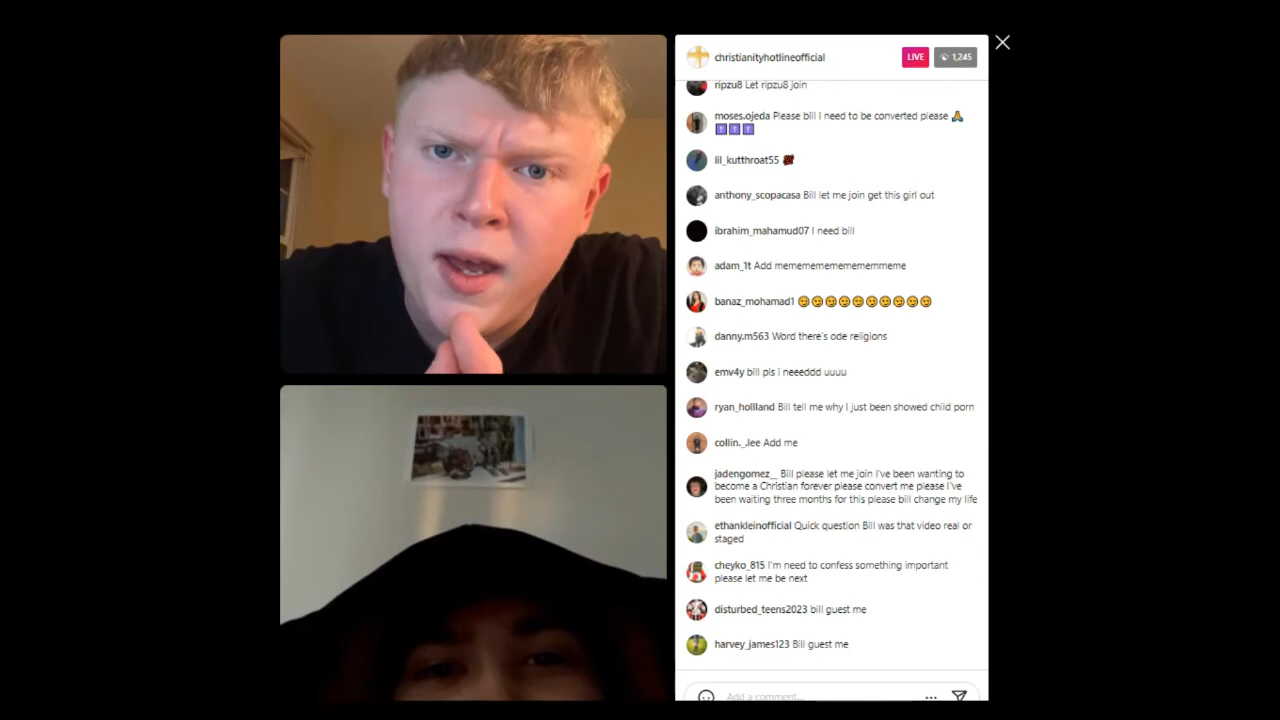 christianityhotlineofficial
LIVE
1,245
ripzu8 Let ripzu8 join
moses.ojeda Please bill I need to be converted please 🙏
✝️✝️✝️
lil_kutthroat55
anthony_scopacasa Bill let me join get this girl out
ibrahim_mahamud07 I need bill
adam_1t Add memememememememmeme
banaz_mohamad1 😏😏😏😏😏😏😏😏😏😏
danny.m563 Word there's ode religions
emv4y bill pls i neeeddd uuuu
ryan_hollland Bill tell me why I just been showed child porn
collin._.lee Add me
jadengomez__ Bill please let me join I've been wanting to
become a Christian forever please convert me please I've
been waiting three months for this please bill change my life
ethankleinofficial Quick question Bill was that video real or
staged
cheyko_815 I'm need to confess something important
please let me be next
disturbed_teens2023 bill guest me
harvey_james123 Bill guest me
Add a comment...